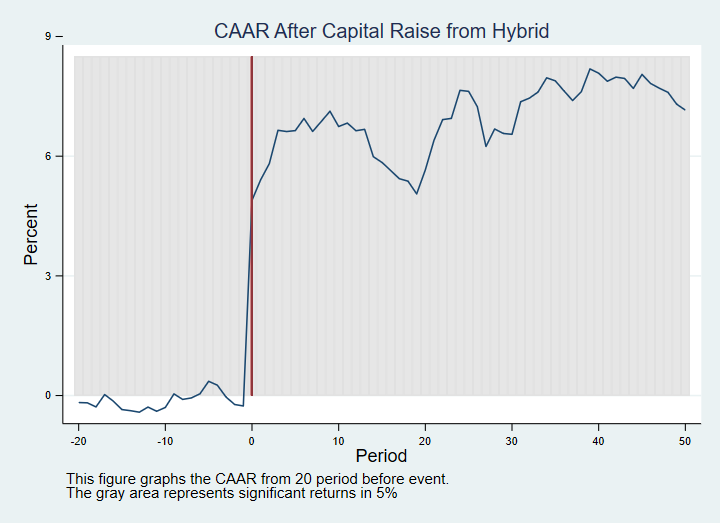 CAAR After Capital Raise from Hybrid
9
6
3
0
Percent
-20 -10 0 10 20 30 40 50
Period
This figure graphs the CAAR from 20 period before event.
The gray area represents significant returns in 5%